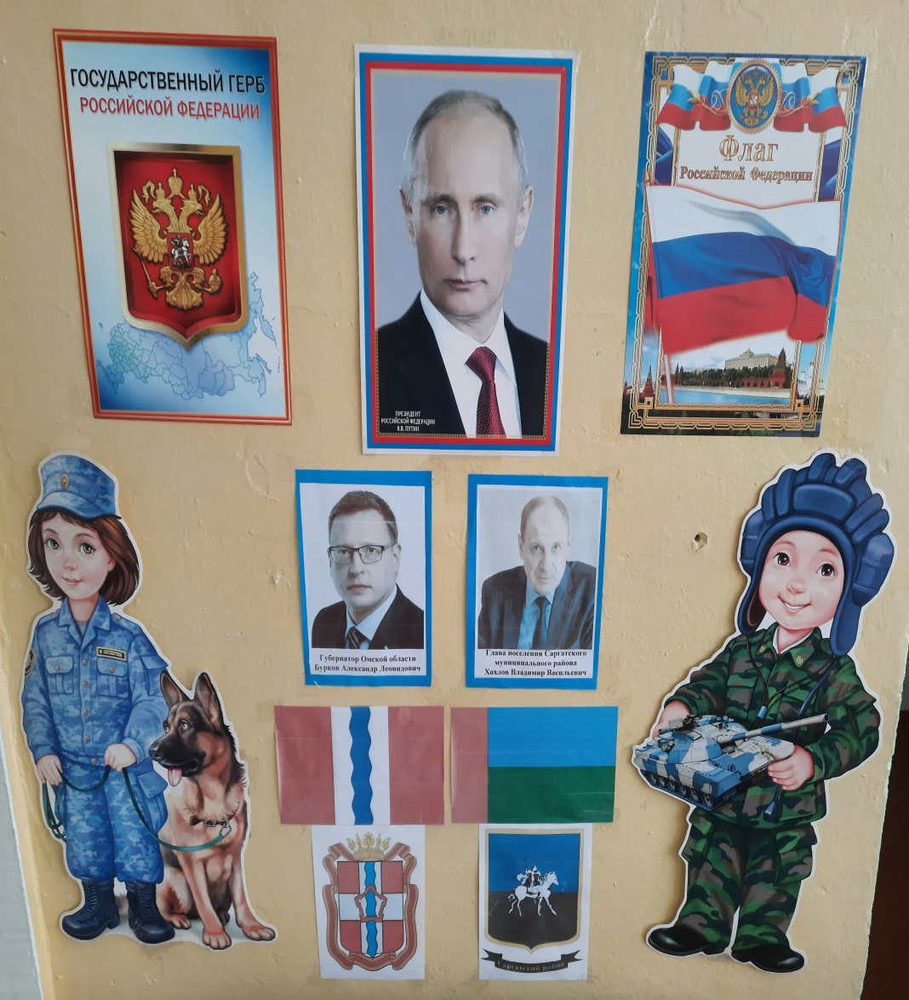 ГОСУДАРСТВЕННЫЙ ГЕРБ
РОССИЙСКОЙ ФЕДЕРАЦИИ
ПРЕЗИДЕНТ
РОССИЙСКОЙ ФЕДЕРАЦИИ
В.В. ПУТИН
Флаг
Российской Федерации
Губернатор Омской области
Бурков Александр Леонидович
Глава поселения Саргатского
муниципального района
Хохлов Владимир Васильевич
Саргатский район